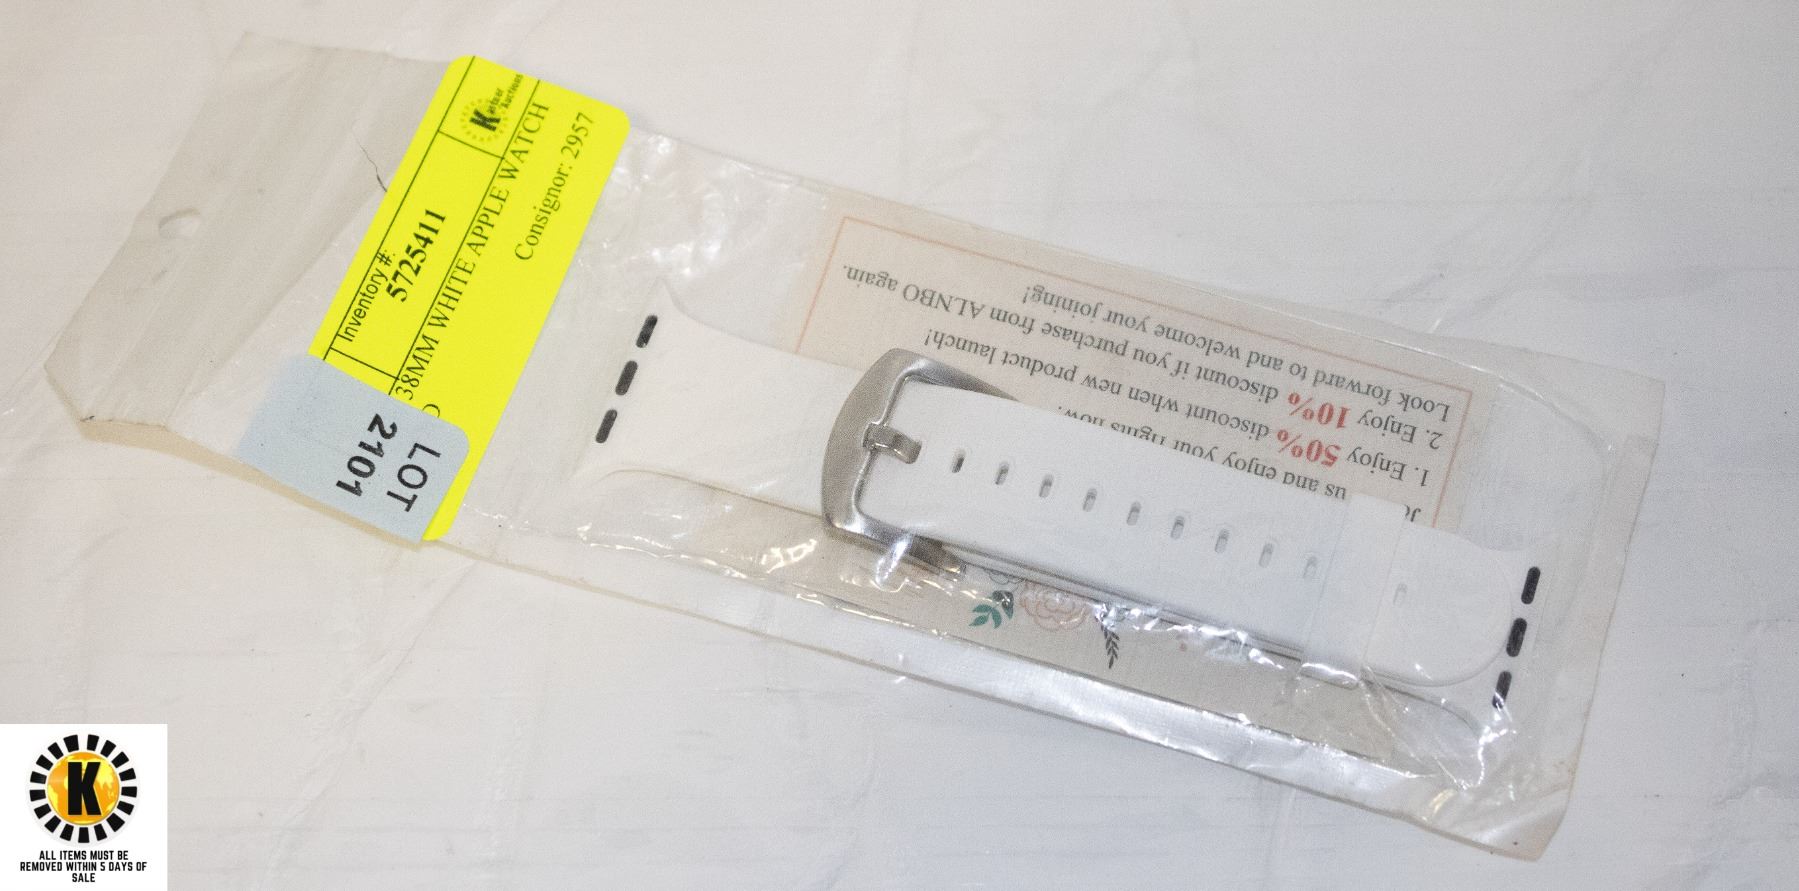 Kastner
Auctions
Inventory #:
5725411
38MM WHITE APPLE WATCH
Consignor: 2957
LOT
2101
us and enjoy your rights now!
1. Enjoy 50% discount when new product launch!
2. Enjoy 10% discount if you purchase from ALNBO again.
Look forward to and welcome your joining!
K
ALL ITEMS MUST BE
REMOVED WITHIN 5 DAYS OF
SALE